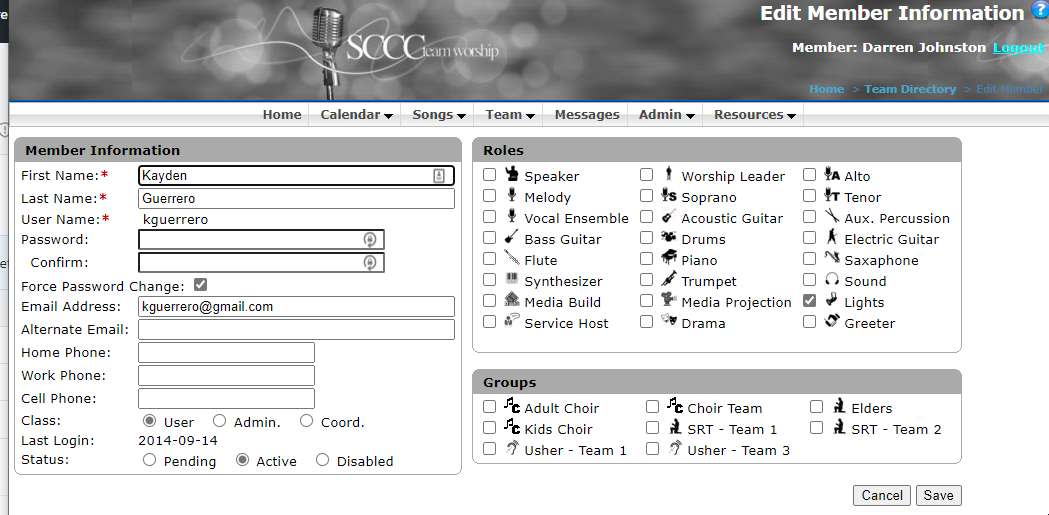 Edit Member Information ?
SCCC team worship
Member: Darren Johnston Logout
Home > Team Directory > Edit Member
Home Calendar Songs Team Messages Admin Resources
Member Information
First Name:* Kayden
Last Name:* Guerrero
User Name:* kguerrero
Password:
Confirm:
Force Password Change:
Email Address: kguerrero@gmail.com
Alternate Email:
Home Phone:
Work Phone:
Cell Phone:
Class: User Admin. Coord.
Last Login: 2014-09-14
Status: Pending Active Disabled
Roles
Speaker Worship Leader Alto
Melody Soprano Tenor
Vocal Ensemble Acoustic Guitar Aux. Percussion
Bass Guitar Drums Electric Guitar
Flute Piano Saxaphone
Synthesizer Trumpet Sound
Media Build Media Projection Lights
Service Host Drama Greeter
Groups
Adult Choir Choir Team Elders
Kids Choir SRT - Team 1 SRT - Team 2
Usher - Team 1 Usher - Team 3
Cancel Save